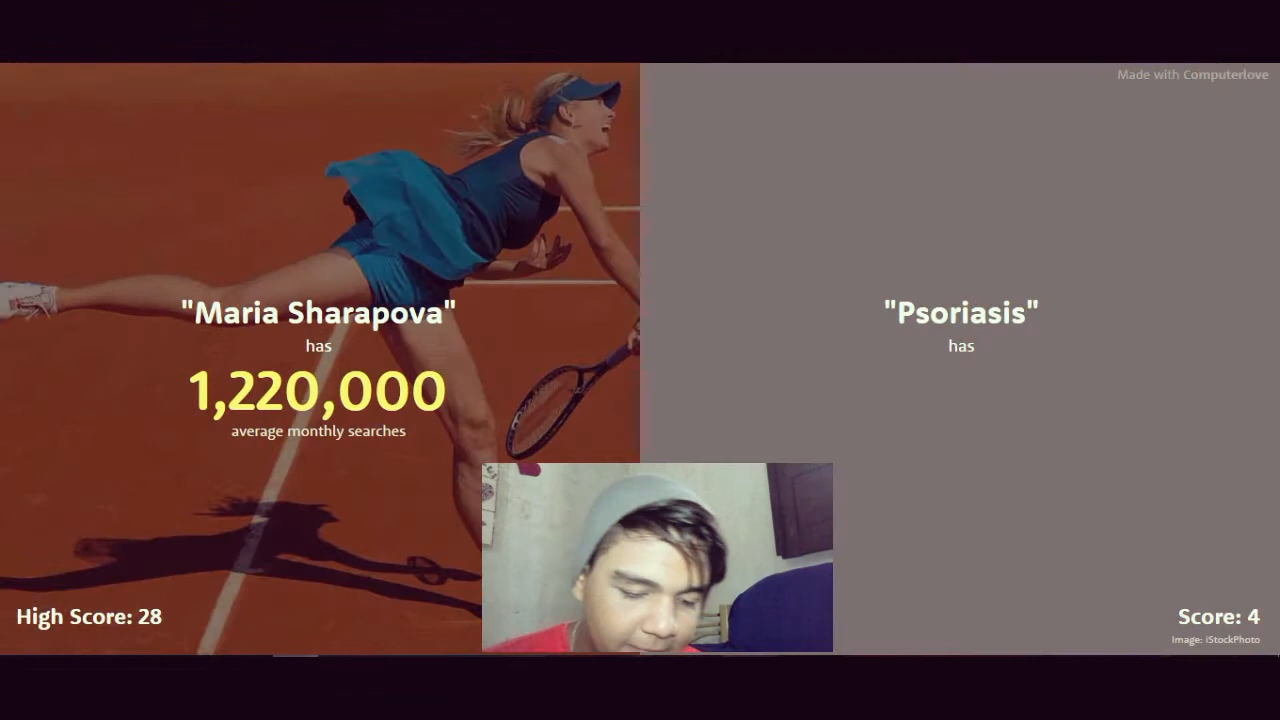 Made with Computerlove
"Maria Sharapova"
has
1,220,000
average monthly searches
"Psoriasis"
has
High Score: 28
Score: 4
Image: iStockPhoto